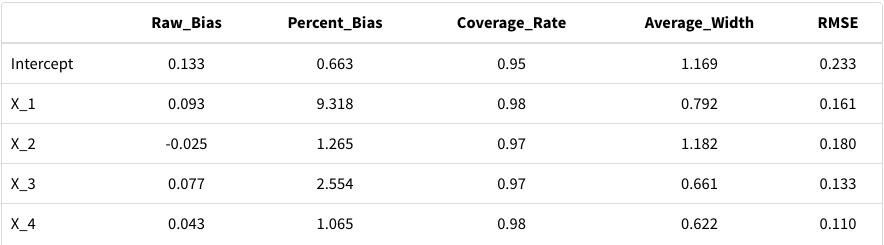 Raw_Bias Percent_Bias Coverage_Rate Average_Width RMSE
Intercept 0.133 0.663 0.95 1.169 0.233
X_1 0.093 9.318 0.98 0.792 0.161
X_2 -0.025 1.265 0.97 1.182 0.180
X_3 0.077 2.554 0.97 0.661 0.133
X_4 0.043 1.065 0.98 0.622 0.110